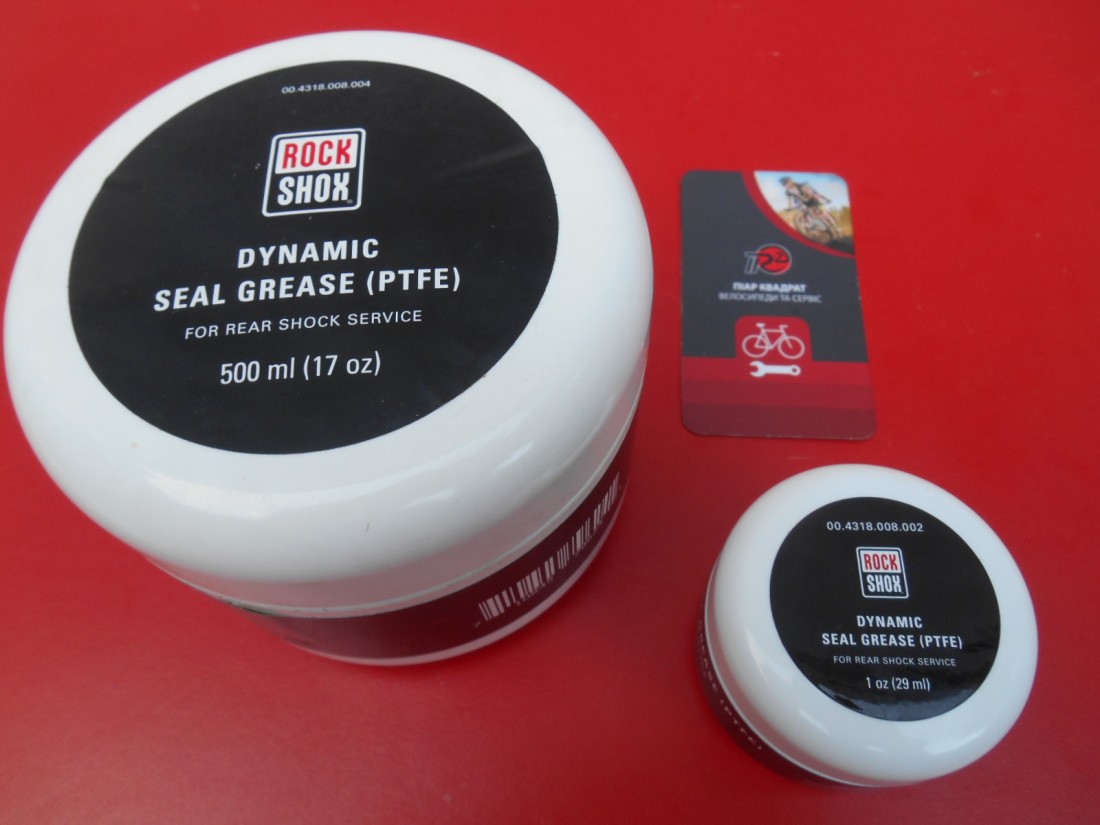 00.4318.008.004
ROCK
SHOX
DYNAMIC
SEAL GREASE (PTFE)
FOR REAR SHOCK SERVICE
500 ml (17 oz)
ПІАР КВАДРАТ
ВЕЛОСИПЕДИ ТА СЕРВІС
00.4318.008.002
ROCK
SHOX
DYNAMIC
SEAL GREASE (PTFE)
FOR REAR SHOCK SERVICE
1 oz (29 ml)
GREASE (PTFE)